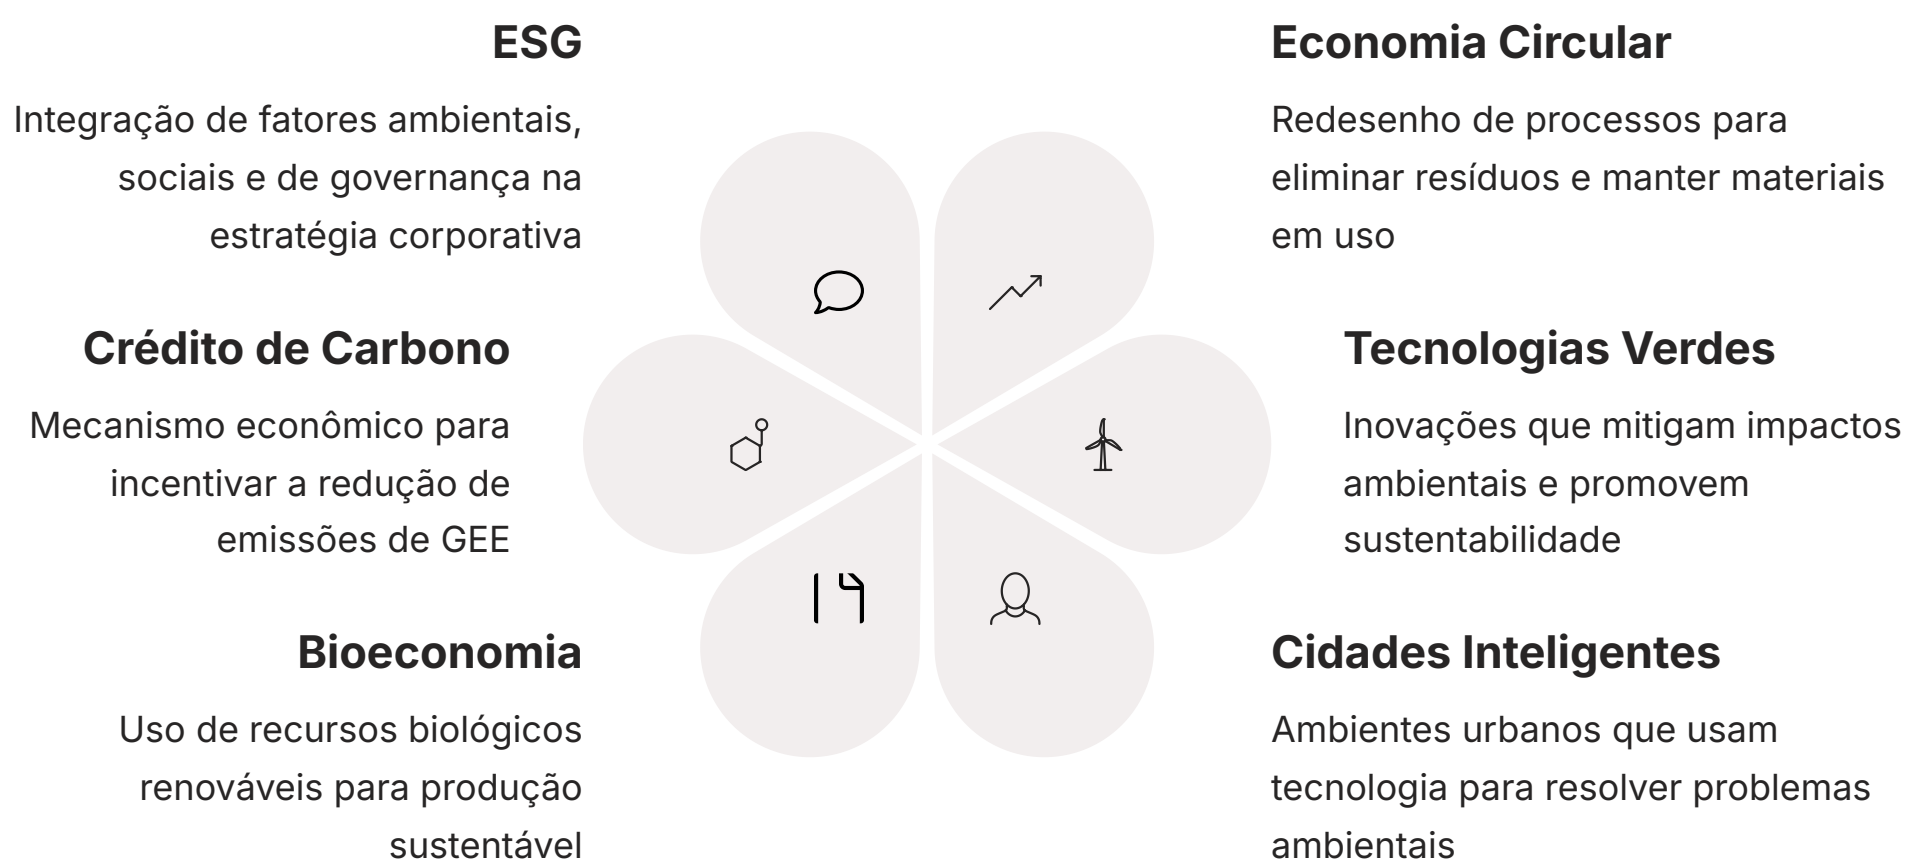 ESG
Integração de fatores ambientais,
sociais e de governança na
estratégia corporativa
Economia Circular
Redesenho de processos para
eliminar resíduos e manter materiais
em uso
Crédito de Carbono
Mecanismo econômico para
incentivar a redução de
emissões de GEE
Tecnologias Verdes
Inovações que mitigam impactos
ambientais e promovem
sustentabilidade
Bioeconomia
Uso de recursos biológicos
renováveis para produção
sustentável
Cidades Inteligentes
Ambientes urbanos que usam
tecnologia para resolver problemas
ambientais